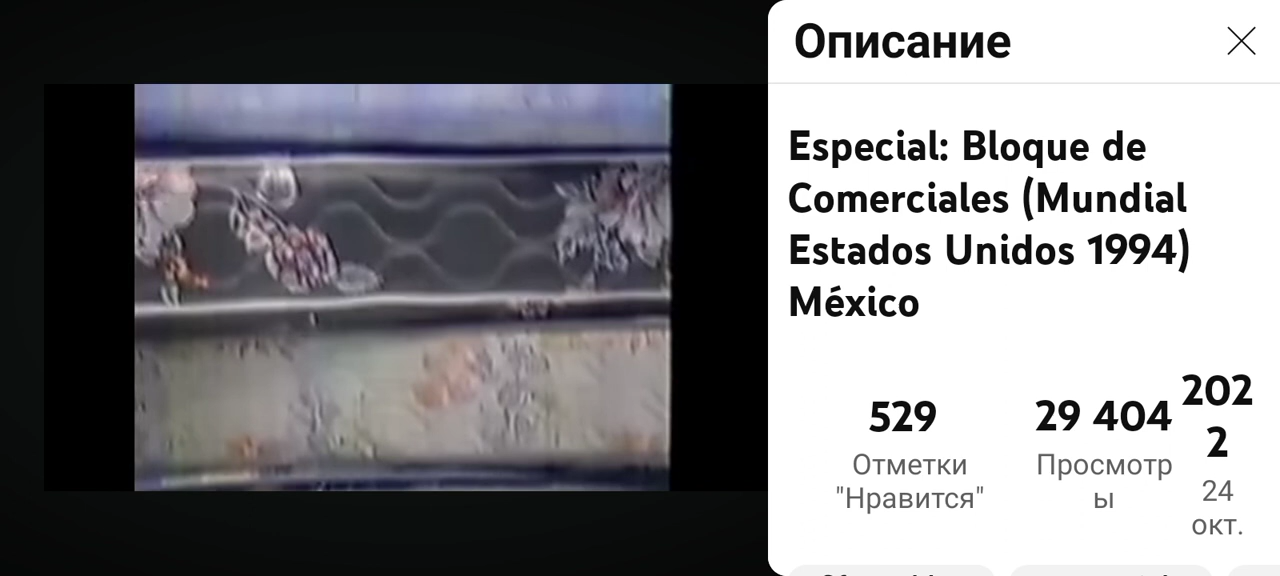 Описание
Especial: Bloque de
Comerciales (Mundial
Estados Unidos 1994)
México
529
Отметки
"Нравится"
29 404
Просмотр
ы
202
2
24
окт.